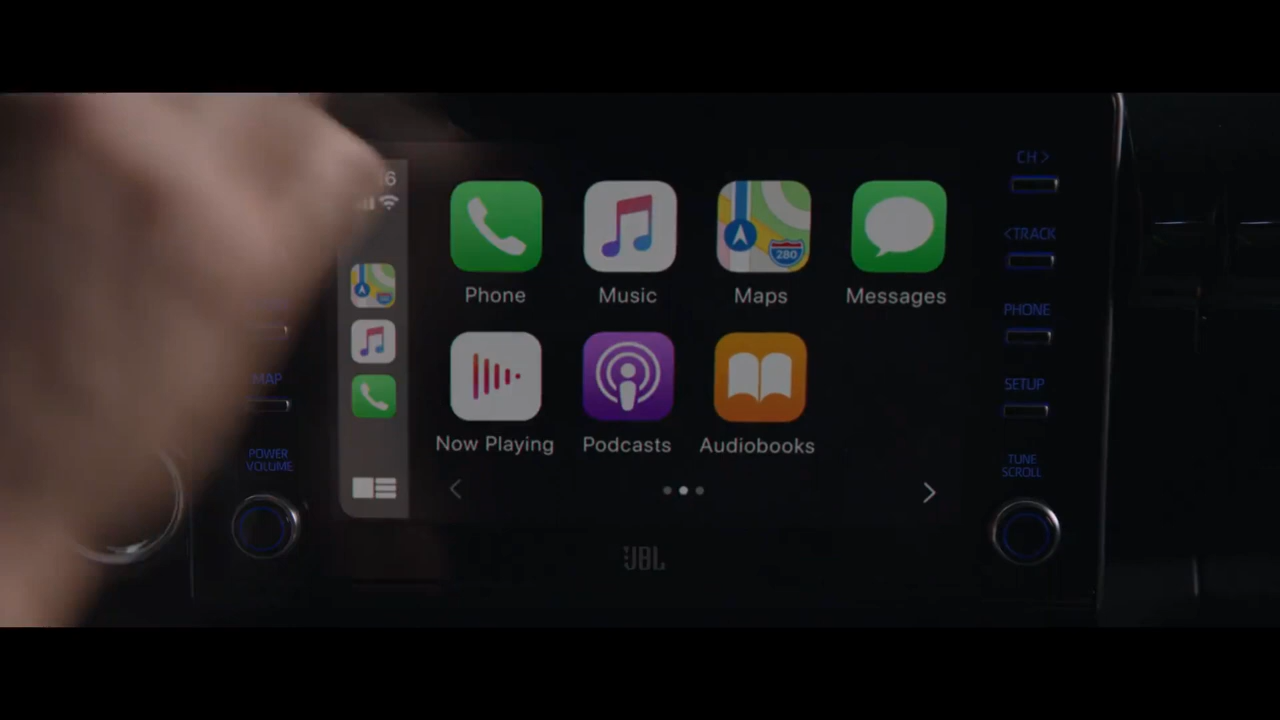 6
CH >
<TRACK
PHONE
SETUP
TUNE
SCROLL
MAP
POWER
VOLUME
280
Phone
Music
Maps
Messages
Now Playing
Podcasts
Audiobooks
JBL